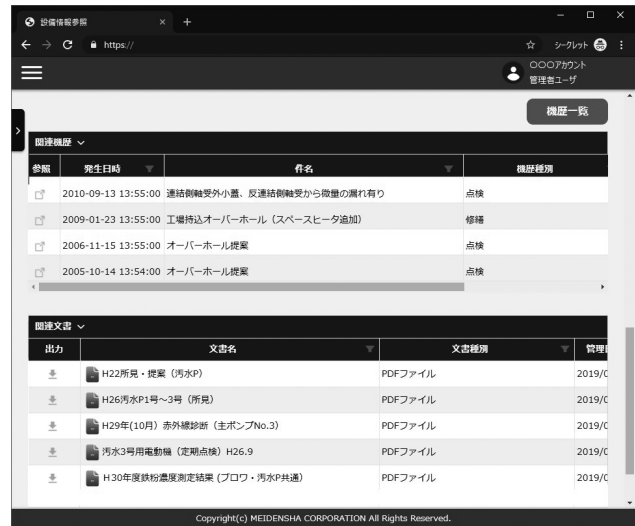 設備情報参照
https://
シークレット
〇〇〇アカウント
管理者ユーザ
機歴一覧
関連機歴
参照 発生日時 件名 機歴種別
2010-09-13 13:55:00 連結側軸受外小蓋、反連結側軸受から微量の漏れ有り 点検
2009-01-23 13:55:00 工場持込オーバーホール（スペースヒータ追加） 修繕
2006-11-15 13:55:00 オーバーホール提案 点検
2005-10-14 13:54:00 オーバーホール提案 点検
関連文書
出力 文書名 文書種別 管理
H22所見・提案（汚水P） PDFファイル 2019/0
H26汚水P1号～3号（所見） PDFファイル 2019/0
H29年(10月）赤外線診断（主ポンプNo.3） PDFファイル 2019/0
汚水3号用電動機（定期点検）H26.9 PDFファイル 2019/0
H30年度鉄粉濃度測定結果 (ブロワ・汚水P共通） PDFファイル 2019/0
Copyright(c) MEIDENSHA CORPORATION All Rights Reserved.